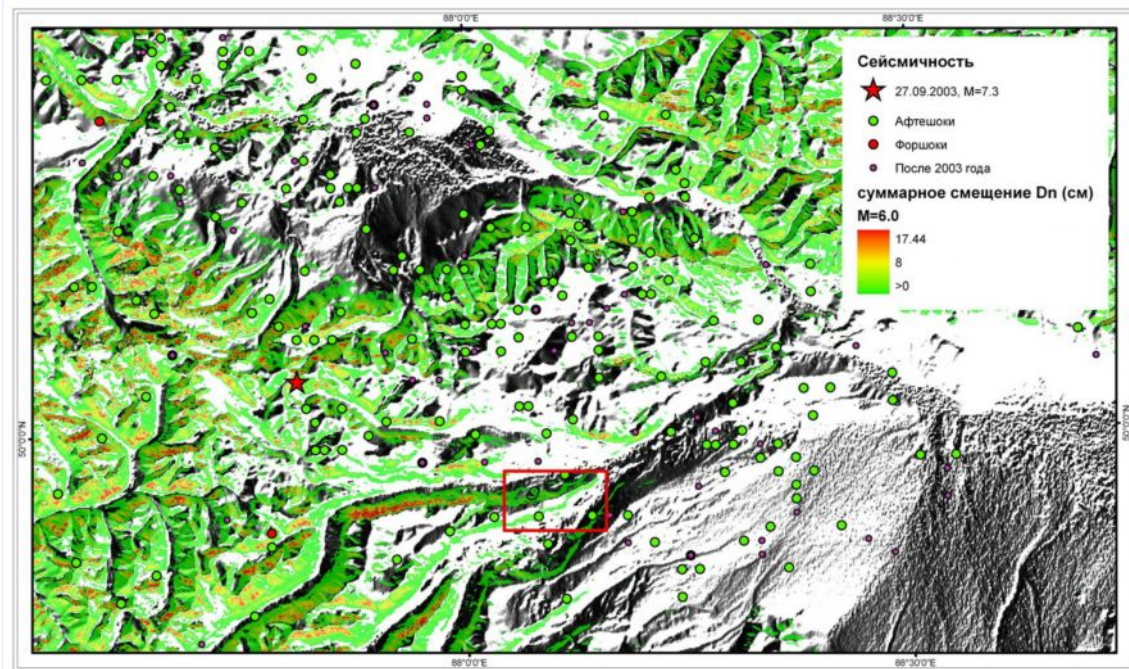 88°0'0"E
88°30'0"E
Сейсмичность
27.09.2003, M=7.3
Афтешоки
Форшоки
После 2003 года
суммарное смещение Dn (см)
M=6.0
17.44
8
>0
50°0'0"N
50°0'0"N
88°0'0"E
88°30'0"E